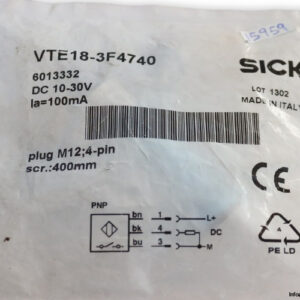 15959
VTE18-3F4740
SICK
6013332
DC 10-30V
Ia=100mA
LOT 1302
MADE IN ITALY
plug M12;4-pin
scr.:400mm
CE
PNP
bn 1 L+
bk 4 DC
bu 3 M
PE LD